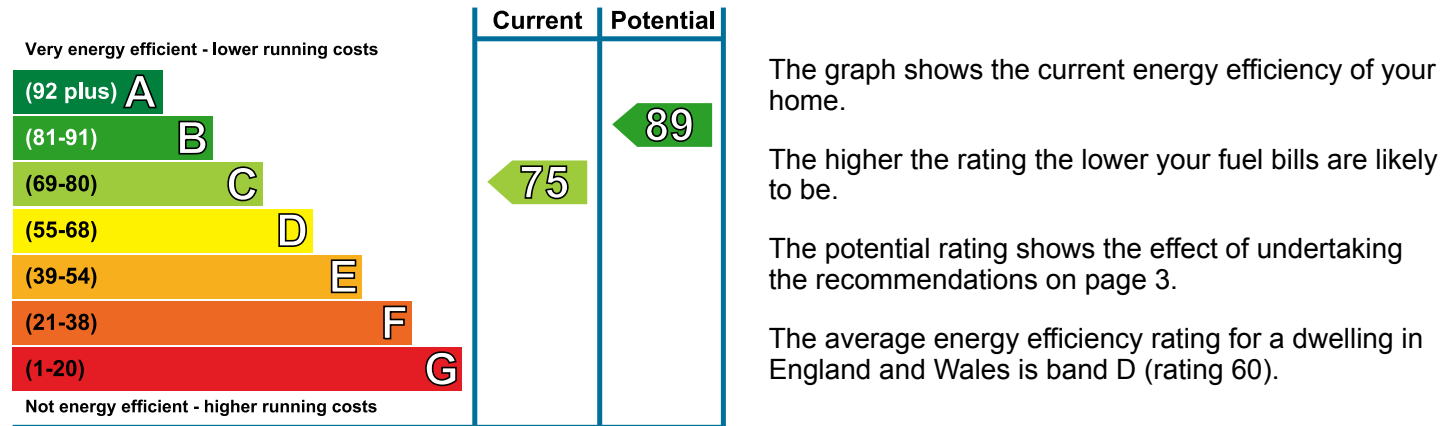 Current Potential
Very energy efficient - lower running costs
(92 plus) A
(81-91) B
89
(69-80) C
75
(55-68) D
(39-54) E
(21-38) F
(1-20) G
Not energy efficient - higher running costs
The graph shows the current energy efficiency of your
home.
The higher the rating the lower your fuel bills are likely
to be.
The potential rating shows the effect of undertaking
the recommendations on page 3.
The average energy efficiency rating for a dwelling in
England and Wales is band D (rating 60).